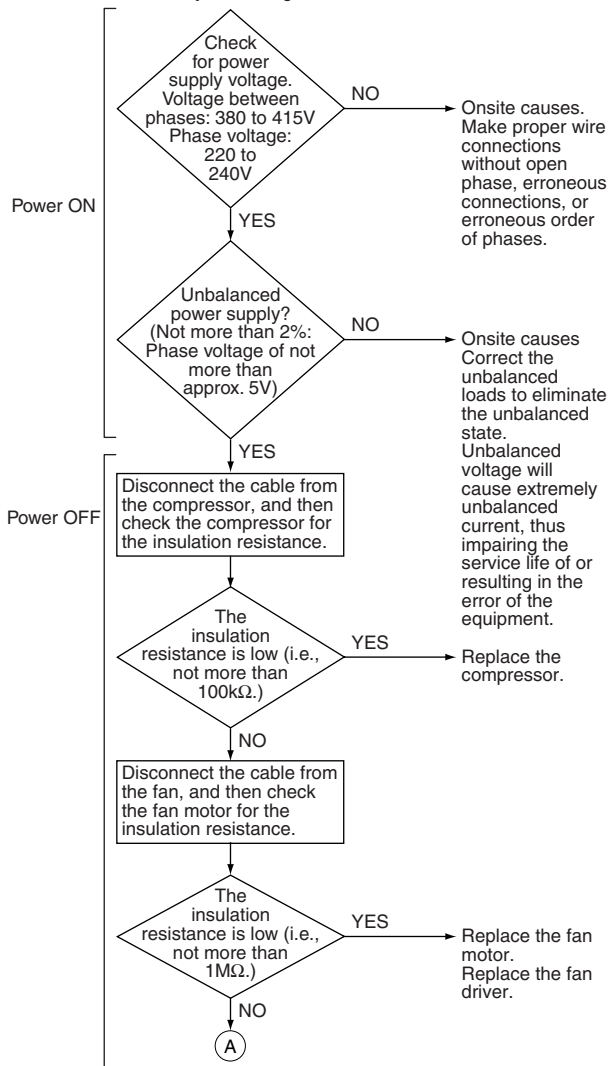 Check
for power
supply voltage.
Voltage between
phases: 380 to 415V
Phase voltage:
220 to
240V
NO
Onsite causes.
Make proper wire
connections
without open
phase, erroneous
connections, or
erroneous order
of phases.
Power ON
YES
Unbalanced
power supply?
(Not more than 2%:
Phase voltage of not
more than
approx. 5V)
NO
Onsite causes
Correct the
unbalanced
loads to eliminate
the unbalanced
state.
Unbalanced
voltage will
cause extremely
unbalanced
current, thus
impairing the
service life of or
resulting in the
error of the
equipment.
YES
Power OFF
Disconnect the cable from
the compressor, and then
check the compressor for
the insulation resistance.
The
insulation
resistance is low (i.e.,
not more than
100kΩ.)
YES
Replace the
compressor.
NO
Disconnect the cable from
the fan, and then check
the fan motor for the
insulation resistance.
The
insulation
resistance is low (i.e.,
not more than
1MΩ.)
YES
Replace the fan
motor.
Replace the fan
driver.
NO
A